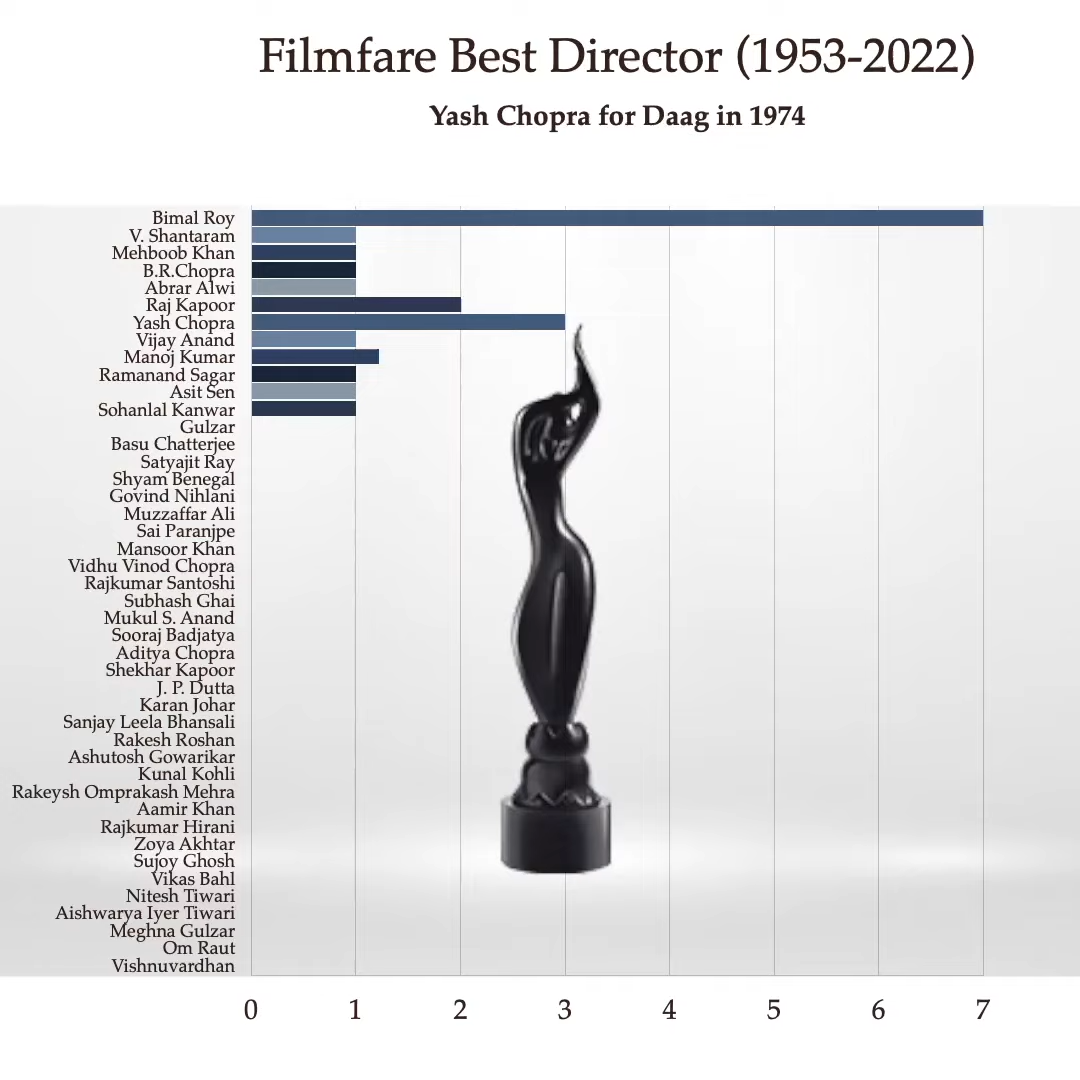 Filmfare Best Director (1953-2022)
Yash Chopra for Daag in 1974
Bimal Roy
V. Shantaram
Mehboob Khan
B.R.Chopra
Abrar Alwi
Raj Kapoor
Yash Chopra
Vijay Anand
Manoj Kumar
Ramanand Sagar
Asit Sen
Sohanlal Kanwar
Gulzar
Basu Chatterjee
Satyajit Ray
Shyam Benegal
Govind Nihlani
Muzzaffar Ali
Sai Paranjpe
Mansoor Khan
Vidhu Vinod Chopra
Rajkumar Santoshi
Subhash Ghai
Mukul S. Anand
Sooraj Badjatya
Aditya Chopra
Shekhar Kapoor
J. P. Dutta
Karan Johar
Sanjay Leela Bhansali
Rakesh Roshan
Ashutosh Gowarikar
Kunal Kohli
Rakeysh Omprakash Mehra
Aamir Khan
Rajkumar Hirani
Zoya Akhtar
Sujoy Ghosh
Vikas Bahl
Nitesh Tiwari
Aishwarya Iyer Tiwari
Meghna Gulzar
Om Raut
Vishnuvardhan
0 1 2 3 4 5 6 7